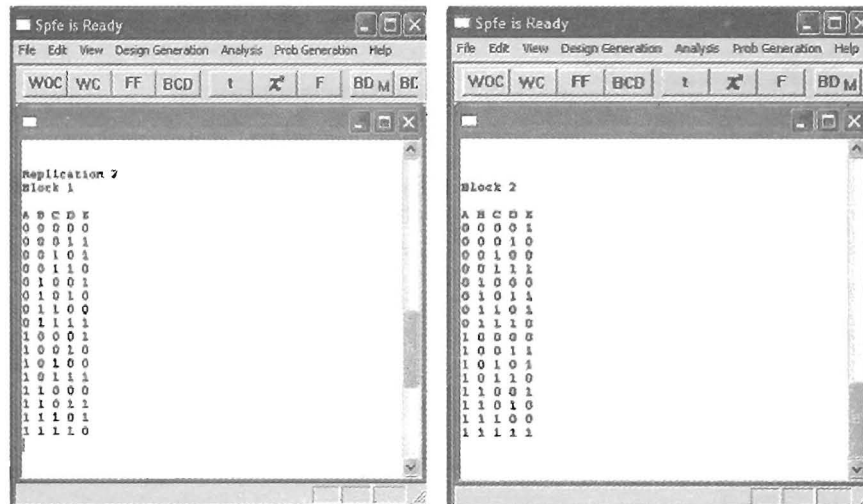 Spfe is Ready
File Edit View Design Generation Analysis Prob Generation Help
WOC WC FF BCD t χ² F BD M BD
Replication 2
Block 1
A B C D E
0 0 0 0 0
0 0 0 1 1
0 0 1 0 1
0 0 1 1 0
0 1 0 0 1
0 1 0 1 0
0 1 1 0 0
0 1 1 1 1
1 0 0 0 1
1 0 0 1 0
1 0 1 0 0
1 0 1 1 1
1 1 0 0 0
1 1 0 1 1
1 1 1 0 1
1 1 1 1 0
Spfe is Ready
File Edit View Design Generation Analysis Prob Generation Help
WOC WC FF BCD t χ² F BD M
Block 2
A B C D E
0 0 0 0 1
0 0 0 1 0
0 0 1 0 0
0 0 1 1 1
0 1 0 0 0
0 1 0 1 1
0 1 1 0 1
0 1 1 1 0
1 0 0 0 0
1 0 0 1 1
1 0 1 0 1
1 0 1 1 0
1 1 0 0 1
1 1 0 1 0
1 1 1 0 0
1 1 1 1 1